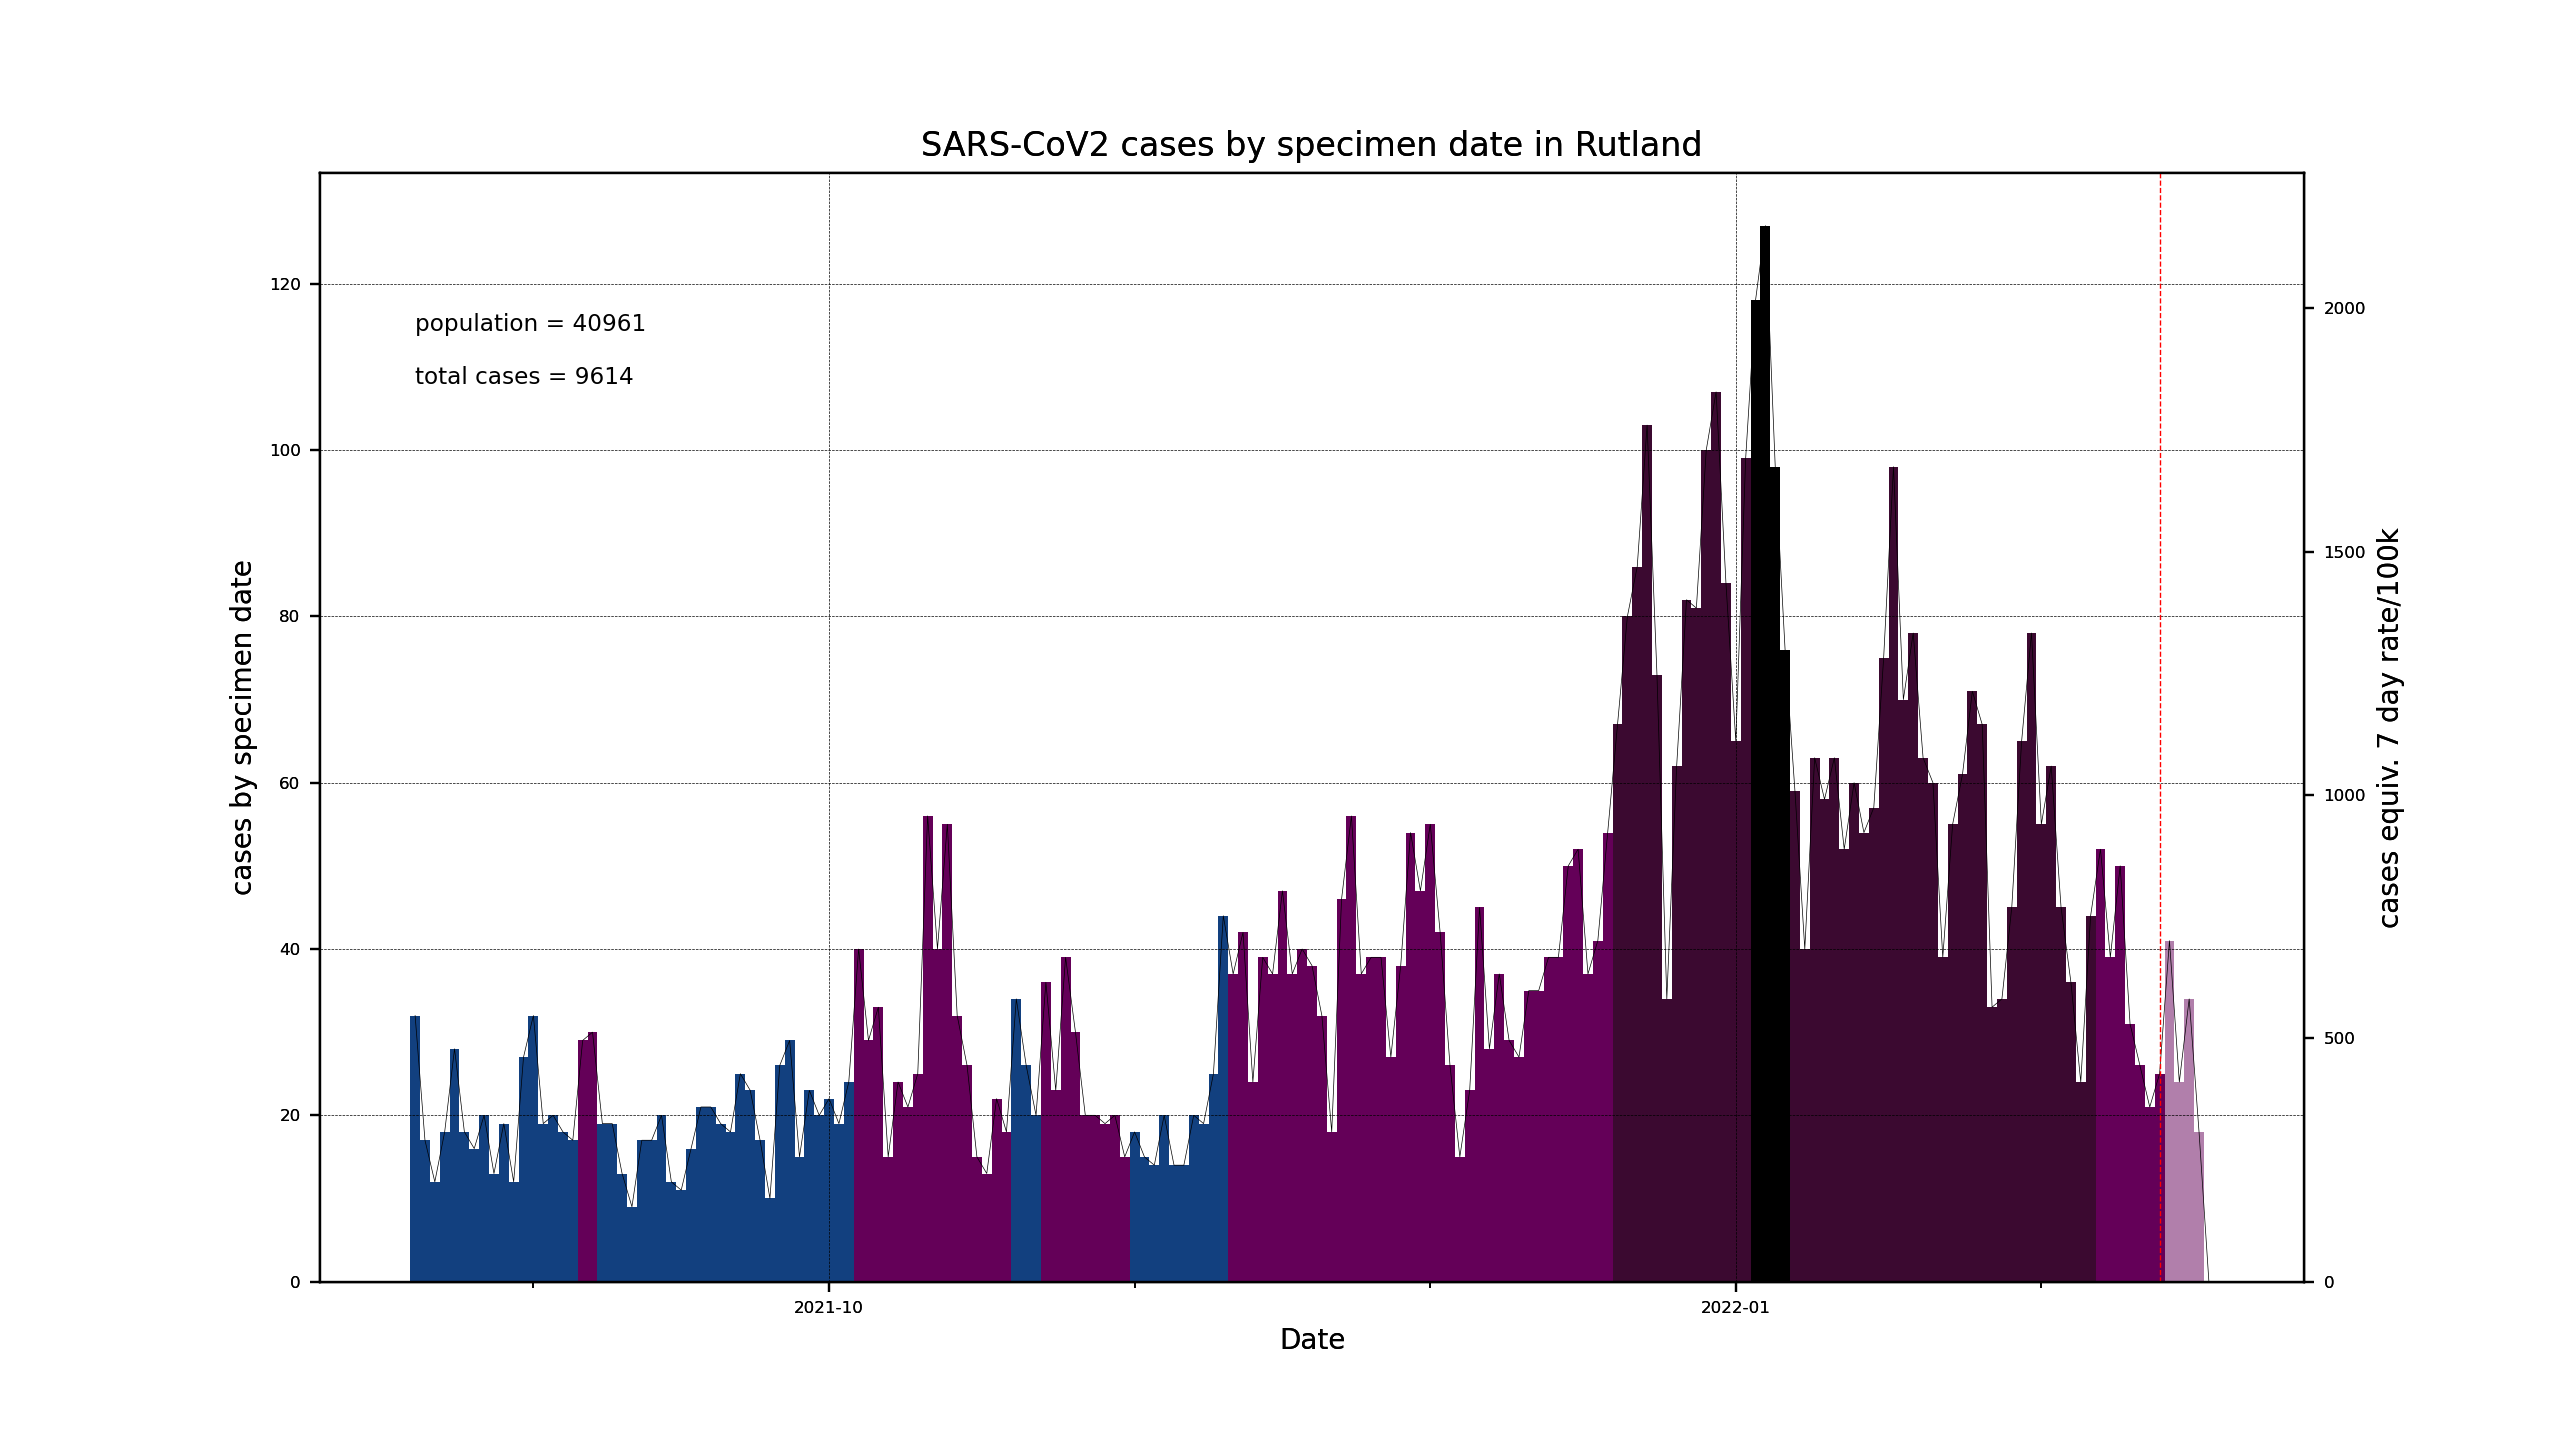 SARS-CoV2 cases by specimen date in Rutland
population = 40961
total cases = 9614
cases by specimen date
120
100
80
60
40
20
0
2000
1500
1000
500
0
cases equiv. 7 day rate/100k
2021-10
2022-01
Date